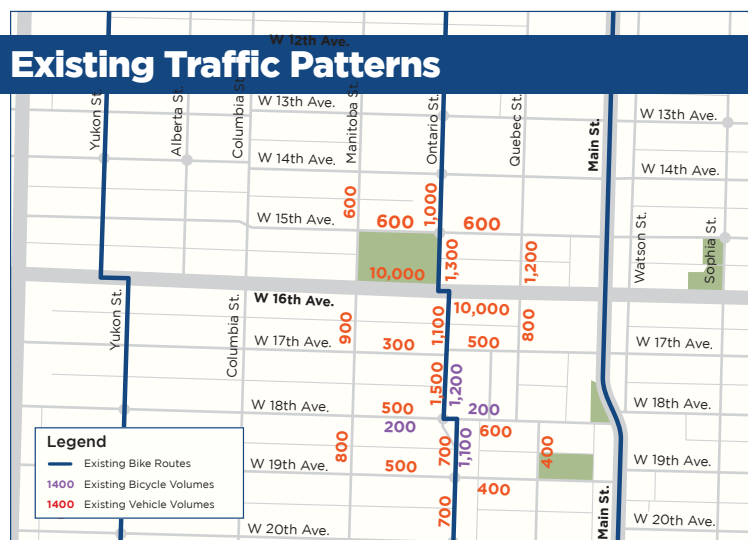 W 12th Ave.
Existing Traffic Patterns
Yukon St.
Alberta St.
Columbia St.
W 13th Ave.
Manitoba St.
Ontario St.
Quebec St.
Main St.
W 13th Ave.
W 14th Ave.
W 14th Ave.
600
1,000
W 15th Ave.
600
600
Watson St.
Sophia St.
10,000
1,300
1,200
Yukon St.
Columbia St.
W 16th Ave.
10,000
900
1,100
800
W 17th Ave.
300
500
W 17th Ave.
1,500
1,200
W 18th Ave.
500
200
W 18th Ave.
200
600
800
700
1,100
400
W 19th Ave.
500
W 19th Ave.
400
Main St.
700
W 20th Ave.
W 20th Ave.
Legend
Existing Bike Routes
1400 Existing Bicycle Volumes
1400 Existing Vehicle Volumes